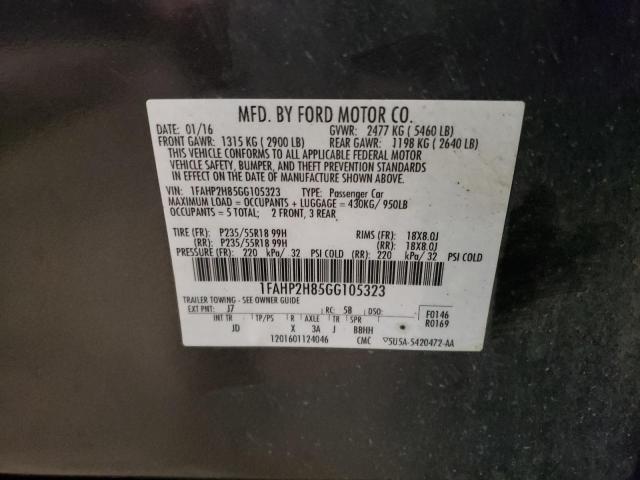 MFD. BY FORD MOTOR CO.
DATE: 01/16 GVWR: 2477 KG ( 5460 LB)
FRONT GAWR: 1315 KG ( 2900 LB) REAR GAWR: 1198 KG ( 2640 LB)
THIS VEHICLE CONFORMS TO ALL APPLICABLE FEDERAL MOTOR
VEHICLE SAFETY, BUMPER, AND THEFT PREVENTION STANDARDS
IN EFFECT ON THE DATE OF MANUFACTURE SHOWN ABOVE.
VIN: 1FAHP2H85GG105323 TYPE: Passenger Car
MAXIMUM LOAD = OCCUPANTS + LUGGAGE = 430KG/ 950LB
OCCUPANTS = 5 TOTAL; 2 FRONT, 3 REAR
TIRE (FR): P235/55R18 99H RIMS (FR): 18X8.0J
(RR): P235/55R18 99H (RR): 18X8.0J
PRESSURE (FR): 220 kPa/ 32 PSI COLD (RR): 220 kPa/ 32 PSI COLD
1FAHP2H85GG105323
TRAILER TOWING - SEE OWNER GUIDE
EXT PNT: J7 RC: 58 DSO: F0146
INT TR TP/PS R AXLE TR SPR R0169
JD X 3A J BBHH
1201601124046 CMC 5U5A-5420472-AA